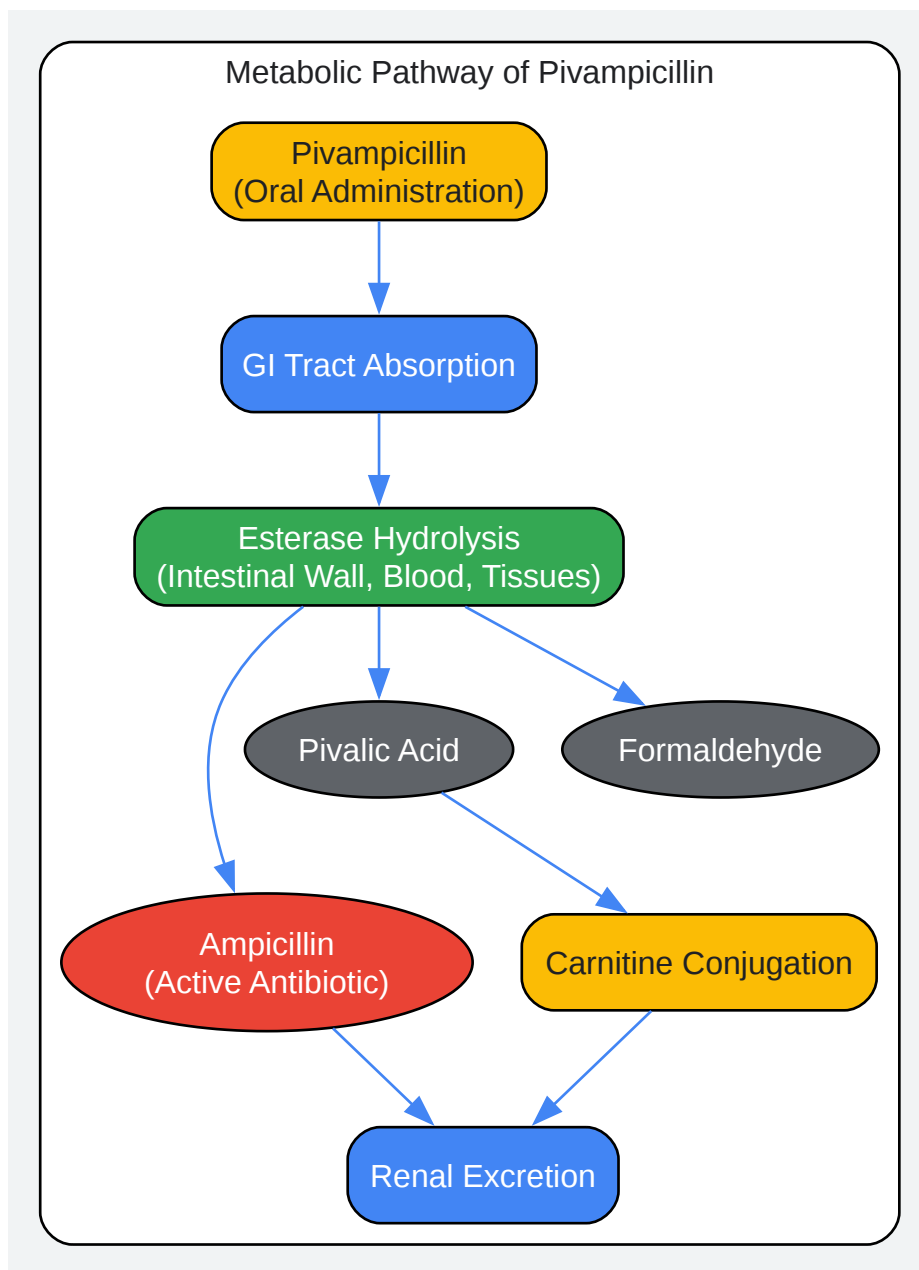 Metabolic Pathway of Pivampicillin
Pivampicillin
(Oral Administration)
GI Tract Absorption
Esterase Hydrolysis
(Intestinal Wall, Blood, Tissues)
Pivalic Acid
Formaldehyde
Ampicillin
(Active Antibiotic)
Carnitine Conjugation
Renal Excretion